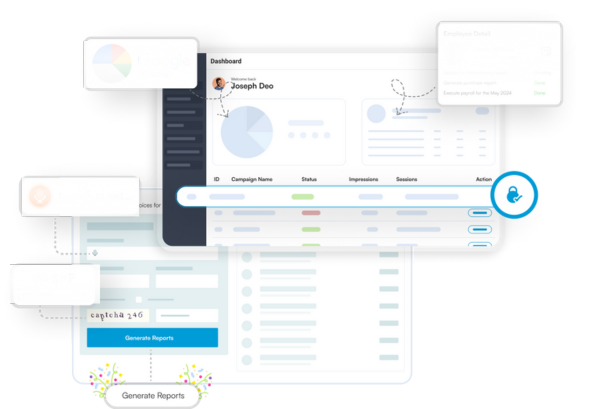 Dashboard
Welcome back
Joseph Deo
Employee Email
Execute payroll for the May 2024
Done
ID Campaign Name Status Impressions Sessions Action
oices for
captcha 246
Generate Reports
Generate Reports